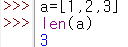 >>> a=[1,2,3]
>>> len(a)
3
>>>